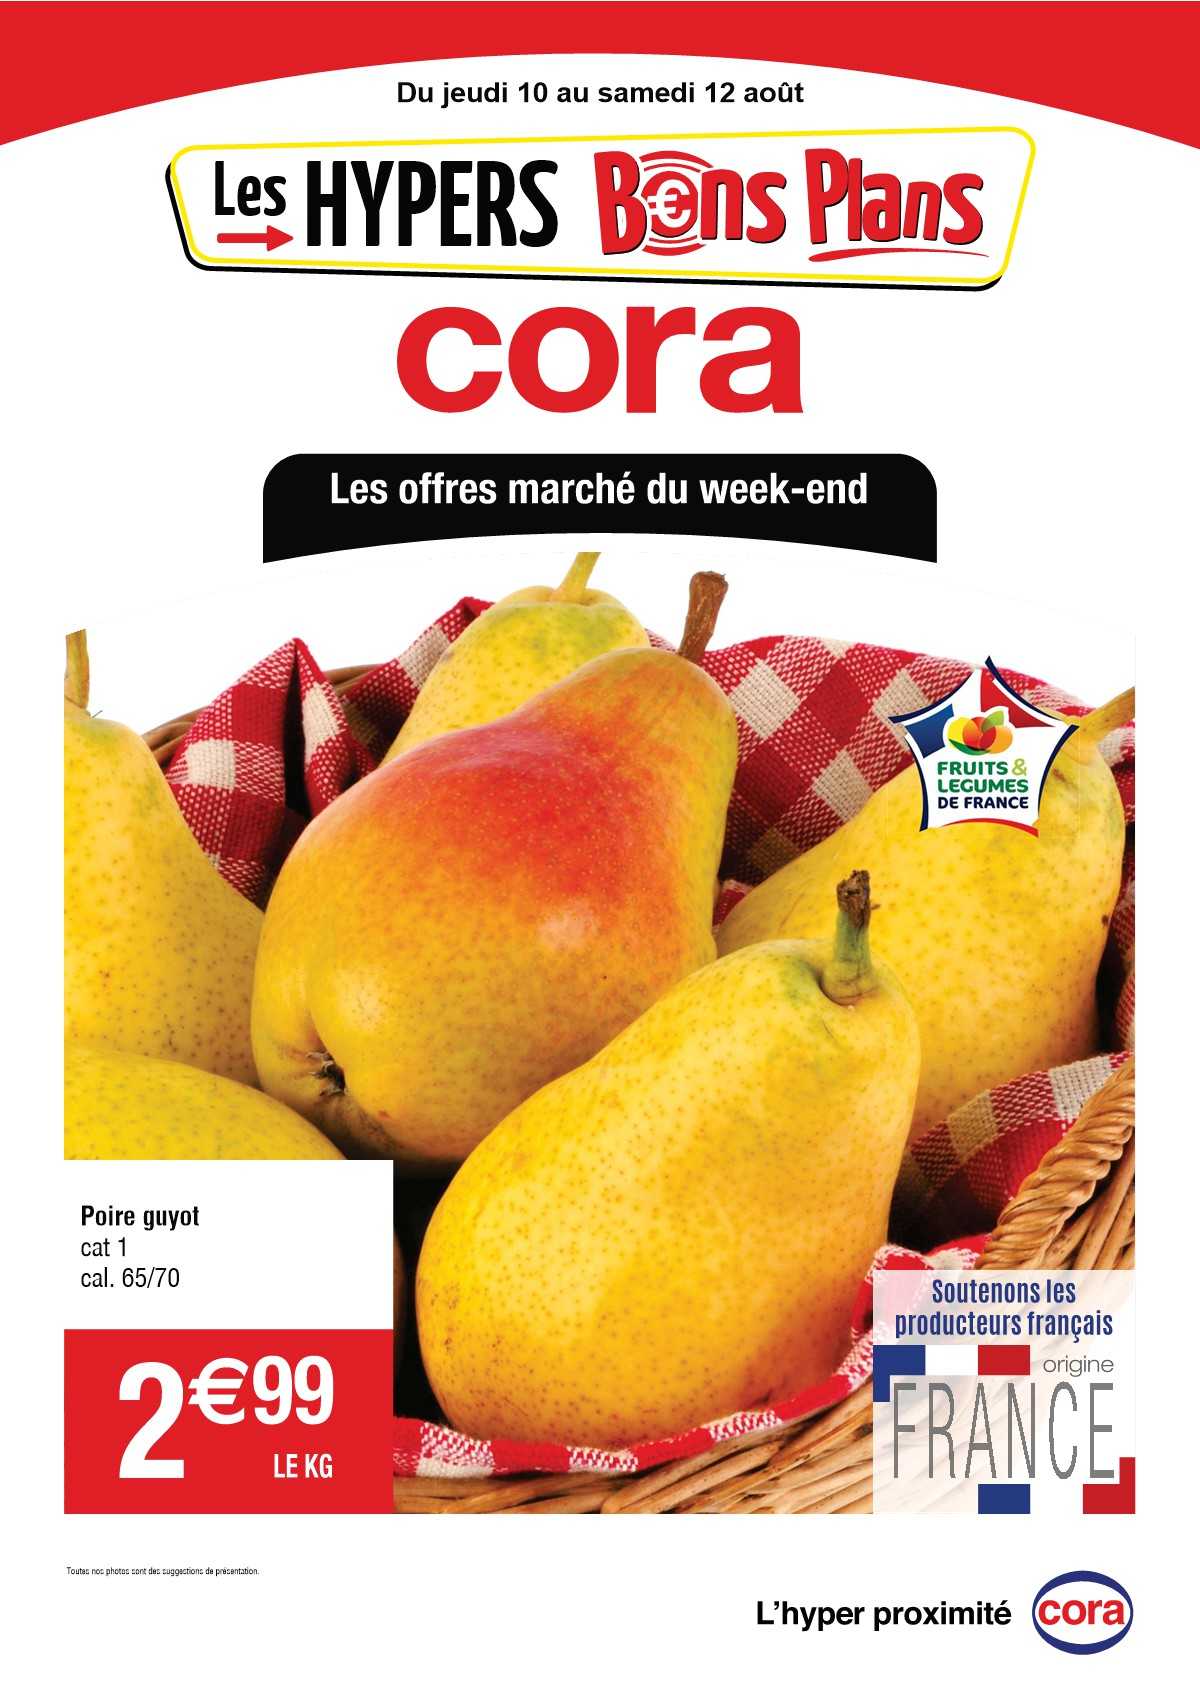 Du jeudi 10 au samedi 12 août
Les HYPERS Bons Plans
cora
Les offres marché du week-end
FRUITS &
LEGUMES
DE FRANCE
Poire guyot
cat 1
cal. 65/70
2€99
LE KG
Soutenons les
producteurs français
origine
FRANCE
Toutes nos photos sont des suggestions de présentation.
L'hyper proximité cora